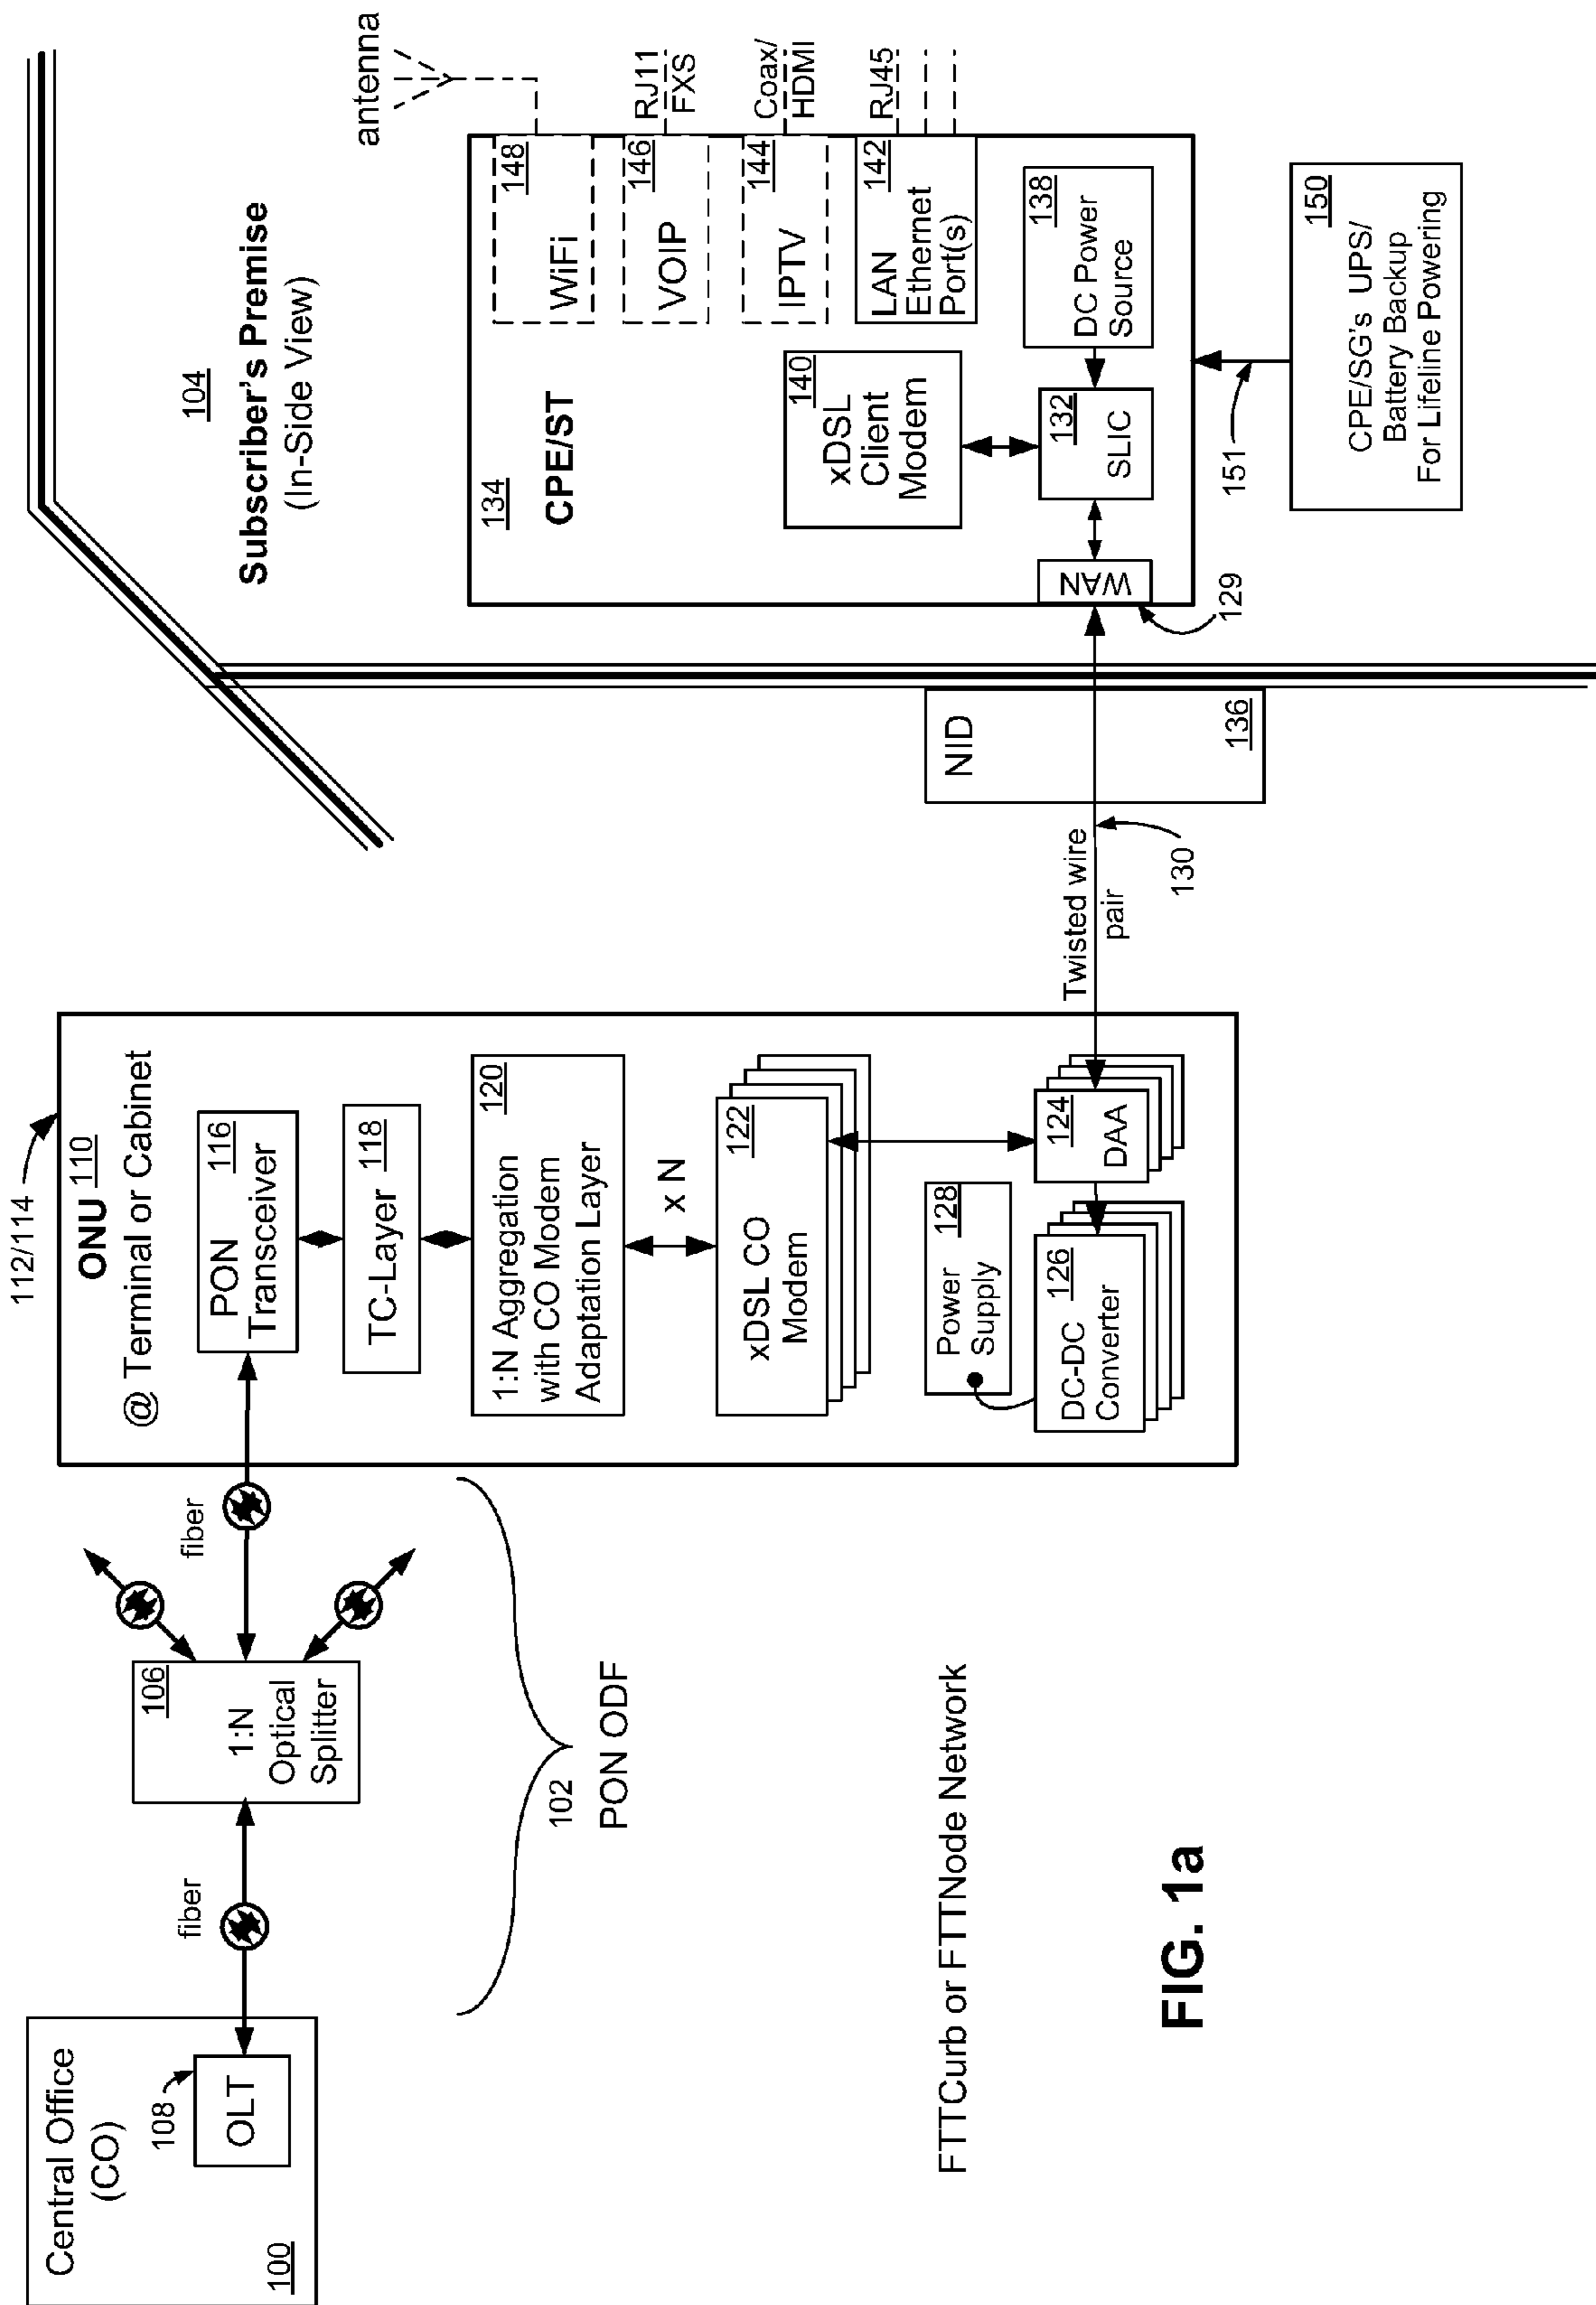 Central Office
(CO)
108
OLT
100
fiber
106
1:N
Optical
Splitter
fiber
102
PON ODF
112/114
ONU 110
@ Terminal or Cabinet
PON 116
Transceiver
TC-Layer 118
120
1:N Aggregation
with CO Modem
Adaptation Layer
x N
122
xDSL CO
Modem
Power 128
Supply
124
DAA
126
DC-DC
Converter
Twisted wire
pair
130
NID
136
104
Subscriber's Premise
(In-Side View)
antenna
134
CPE/ST
148
WiFi
RJ11
FXS
146
VOIP
Coax/
HDMI
144
IPTV
RJ45
142
LAN
Ethernet
Port(s)
140
xDSL
Client
Modem
138
DC Power
Source
132
SLIC
WAN
129
151
150
CPE/SG's UPS/
Battery Backup
For Lifeline Powering
FTTCurb or FTTNode Network
FIG. 1a